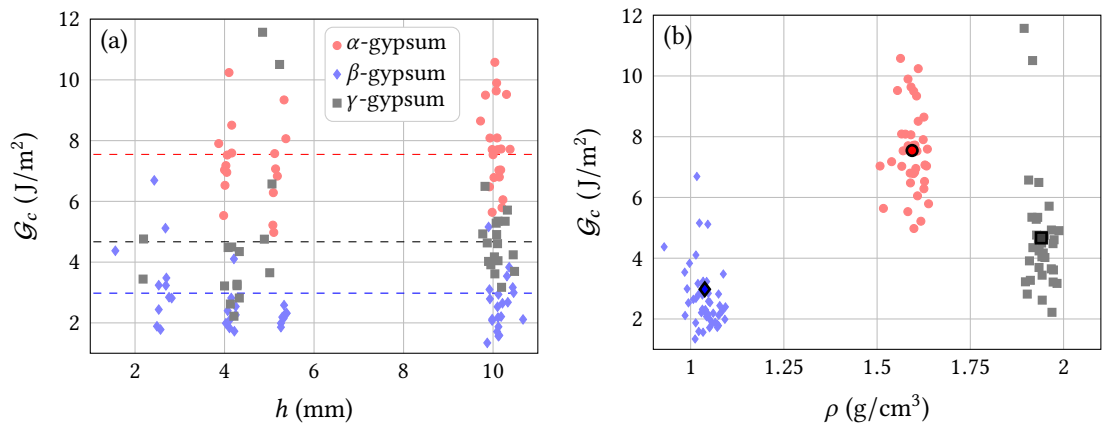 (a)
α-gypsum
β-gypsum
γ-gypsum
12
10
8
6
4
2
𝒢c (J/m²)
2 4 6 8 10
h (mm)
(b)
12
10
8
6
4
2
𝒢c (J/m²)
1 1.25 1.5 1.75 2
ρ (g/cm³)